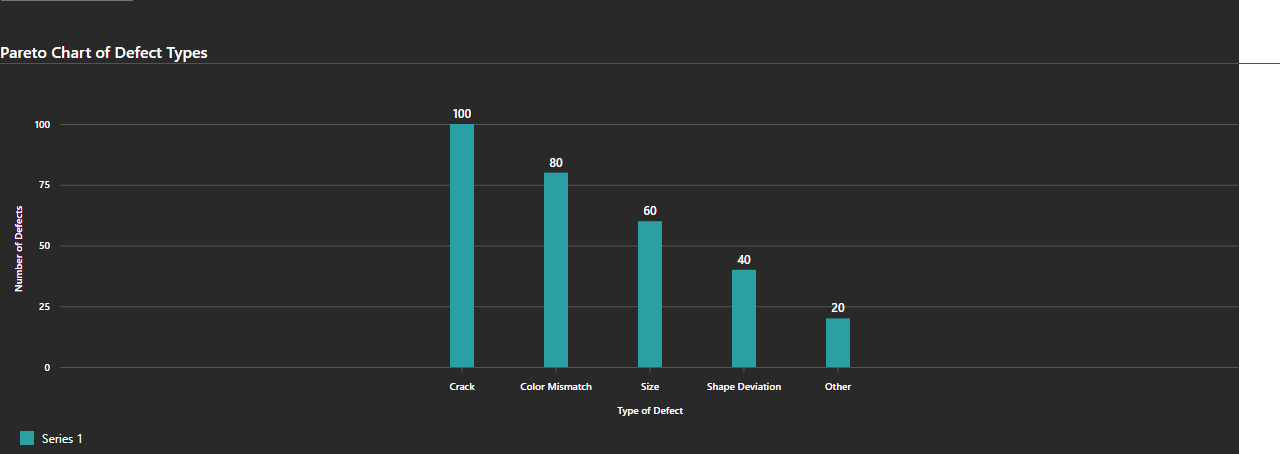 Pareto Chart of Defect Types
100
100
80
75
60
50
40
25
20
0
Number of Defects
Crack Color Mismatch Size Shape Deviation Other
Type of Defect
Series 1